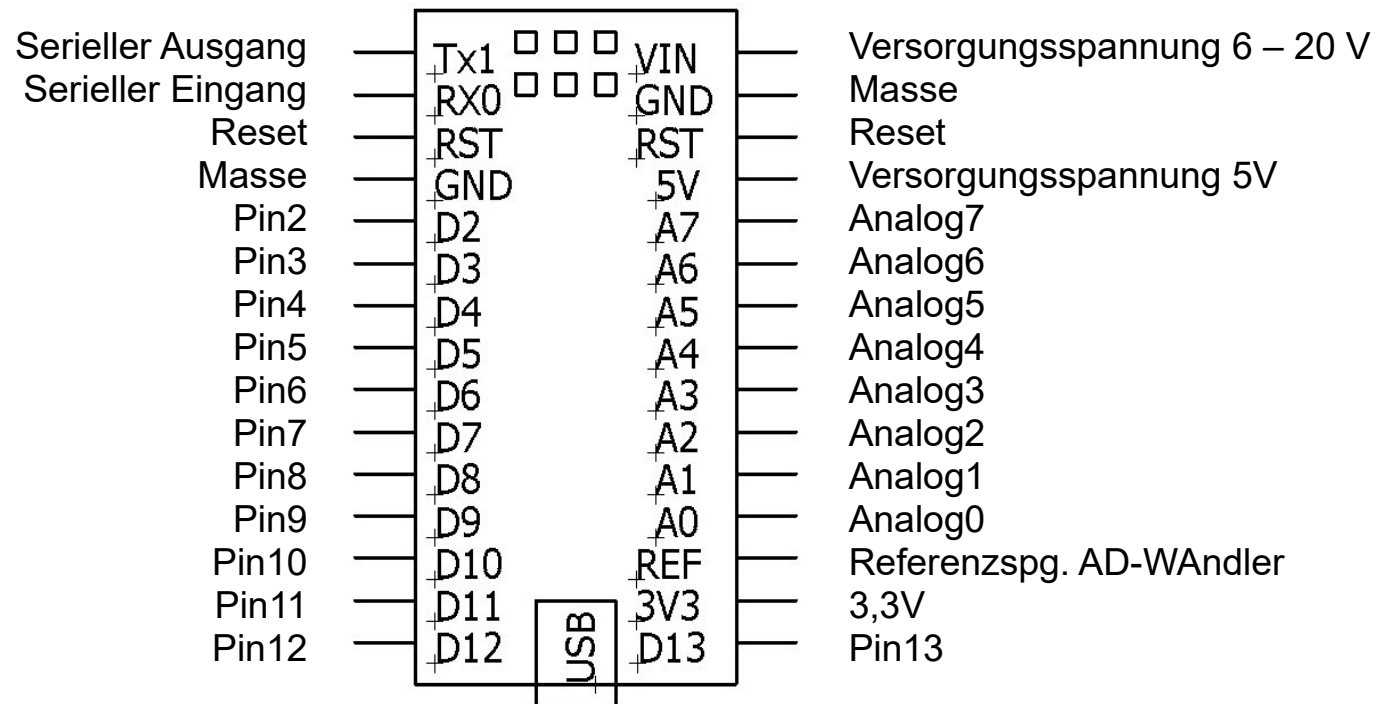 Serieller Ausgang Tx1 VIN Versorgungsspannung 6 – 20 V
Serieller Eingang RX0 GND Masse
Reset RST RST Reset
Masse GND 5V Versorgungsspannung 5V
Pin2 D2 A7 Analog7
Pin3 D3 A6 Analog6
Pin4 D4 A5 Analog5
Pin5 D5 A4 Analog4
Pin6 D6 A3 Analog3
Pin7 D7 A2 Analog2
Pin8 D8 A1 Analog1
Pin9 D9 A0 Analog0
Pin10 D10 REF Referenzspg. AD-WAndler
Pin11 D11 3V3 3,3V
Pin12 D12 USB D13 Pin13